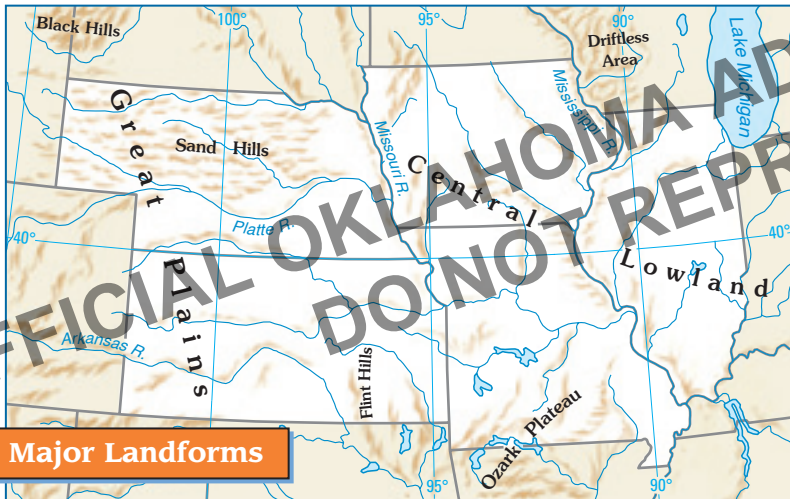 100°
95°
90°
Black Hills
Driftless
Area
Lake Michigan
Great
Sand Hills
Missouri R.
Mississippi R.
Central
Platte R.
40°
40°
Lowland
Plains
Arkansas R.
Flint Hills
Ozark Plateau
Major Landforms
95°
90°
FFICIAL OKLAHOMA AD
DO NOT REPR